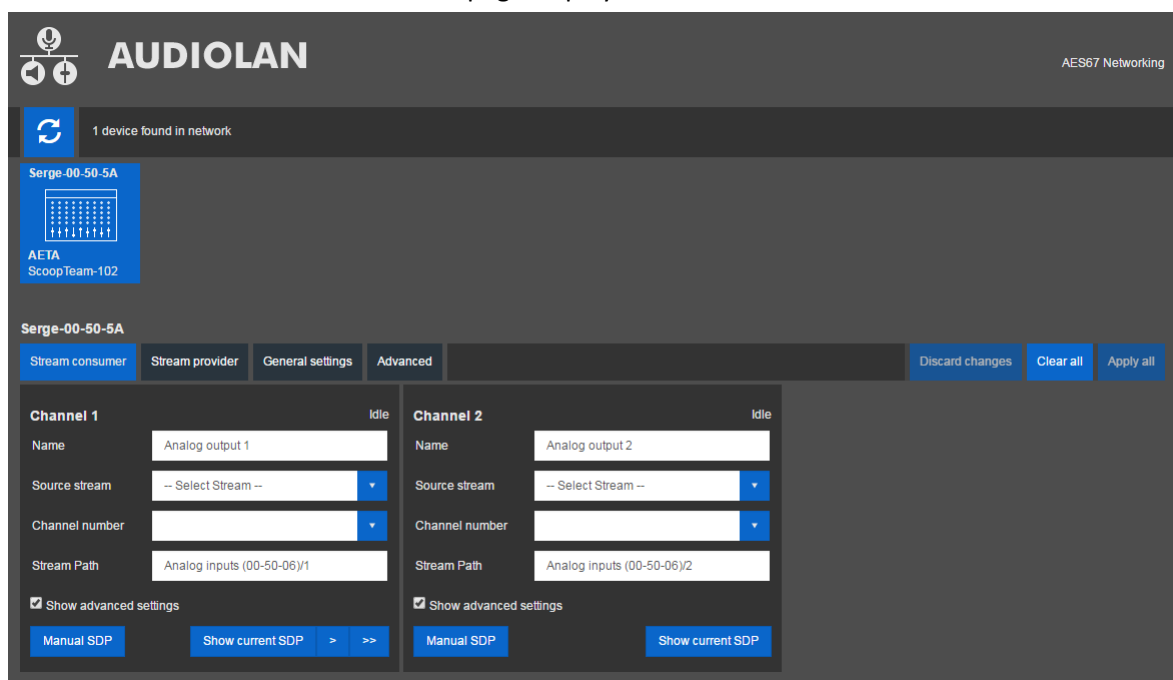 AUDIOLAN
AES67 Networking
1 device found in network
Serge-00-50-5A
AETA
ScoopTeam-102
Serge-00-50-5A
Stream consumer Stream provider General settings Advanced Discard changes Clear all Apply all
Channel 1 Idle Channel 2 Idle
Name Analog output 1 Name Analog output 2
Source stream -- Select Stream -- Source stream -- Select Stream --
Channel number Channel number
Stream Path Analog inputs (00-50-06)/1 Stream Path Analog inputs (00-50-06)/2
Show advanced settings Show advanced settings
Manual SDP Show current SDP > >> Manual SDP Show current SDP